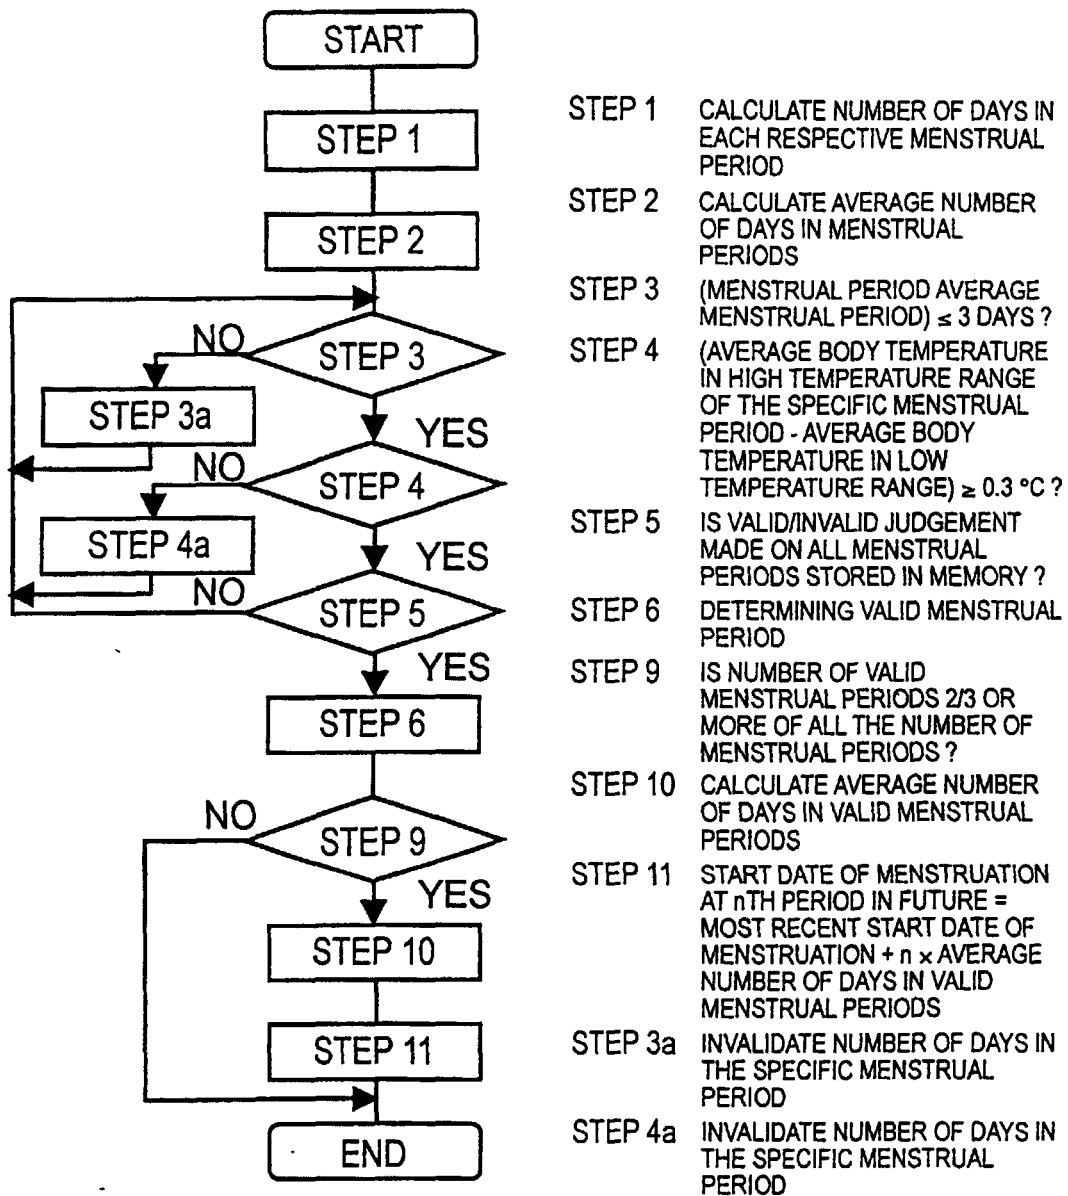 START
STEP 1
STEP 2
STEP 3
NO
STEP 3a
YES
NO
STEP 4
STEP 4a
YES
NO
STEP 5
YES
STEP 6
NO
STEP 9
YES
STEP 10
STEP 11
END
STEP 1 CALCULATE NUMBER OF DAYS IN
EACH RESPECTIVE MENSTRUAL
PERIOD
STEP 2 CALCULATE AVERAGE NUMBER
OF DAYS IN MENSTRUAL
PERIODS
STEP 3 (MENSTRUAL PERIOD AVERAGE
MENSTRUAL PERIOD) ≤ 3 DAYS ?
STEP 4 (AVERAGE BODY TEMPERATURE
IN HIGH TEMPERATURE RANGE
OF THE SPECIFIC MENSTRUAL
PERIOD - AVERAGE BODY
TEMPERATURE IN LOW
TEMPERATURE RANGE) ≥ 0.3 °C ?
STEP 5 IS VALID/INVALID JUDGEMENT
MADE ON ALL MENSTRUAL
PERIODS STORED IN MEMORY ?
STEP 6 DETERMINING VALID MENSTRUAL
PERIOD
STEP 9 IS NUMBER OF VALID
MENSTRUAL PERIODS 2/3 OR
MORE OF ALL THE NUMBER OF
MENSTRUAL PERIODS ?
STEP 10 CALCULATE AVERAGE NUMBER
OF DAYS IN VALID MENSTRUAL
PERIODS
STEP 11 START DATE OF MENSTRUATION
AT nTH PERIOD IN FUTURE =
MOST RECENT START DATE OF
MENSTRUATION + n × AVERAGE
NUMBER OF DAYS IN VALID
MENSTRUAL PERIODS
STEP 3a INVALIDATE NUMBER OF DAYS IN
THE SPECIFIC MENSTRUAL
PERIOD
STEP 4a INVALIDATE NUMBER OF DAYS IN
THE SPECIFIC MENSTRUAL
PERIOD